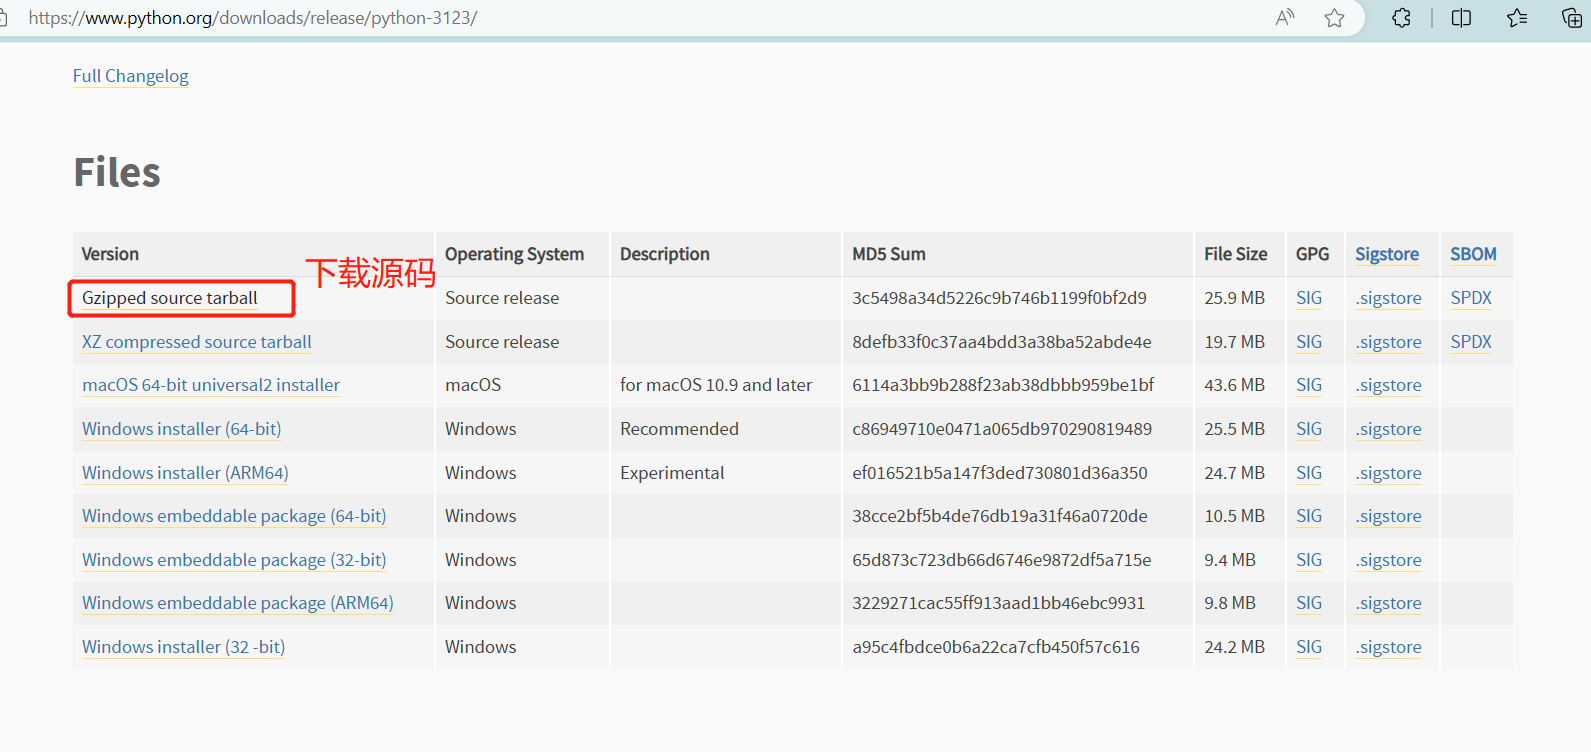 https://www.python.org/downloads/release/python-3123/
Full Changelog
Files
Version Operating System Description MD5 Sum File Size GPG Sigstore SBOM
下载源码
Gzipped source tarball Source release 3c5498a34d5226c9b746b1199f0bf2d9 25.9 MB SIG .sigstore SPDX
XZ compressed source tarball Source release 8defb33f0c37aa4bdd3a38ba52abde4e 19.7 MB SIG .sigstore SPDX
macOS 64-bit universal2 installer macOS for macOS 10.9 and later 6114a3bb9b288f23ab38dbbb959be1bf 43.6 MB SIG .sigstore
Windows installer (64-bit) Windows Recommended c86949710e0471a065db970290819489 25.5 MB SIG .sigstore
Windows installer (ARM64) Windows Experimental ef016521b5a147f3ded730801d36a350 24.7 MB SIG .sigstore
Windows embeddable package (64-bit) Windows 38cce2bf5b4de76db19a31f46a0720de 10.5 MB SIG .sigstore
Windows embeddable package (32-bit) Windows 65d873c723db66d6746e9872df5a715e 9.4 MB SIG .sigstore
Windows embeddable package (ARM64) Windows 3229271cac55ff913aad1bb46ebc9931 9.8 MB SIG .sigstore
Windows installer (32 -bit) Windows a95c4fbdce0b6a22ca7cfb450f57c616 24.2 MB SIG .sigstore